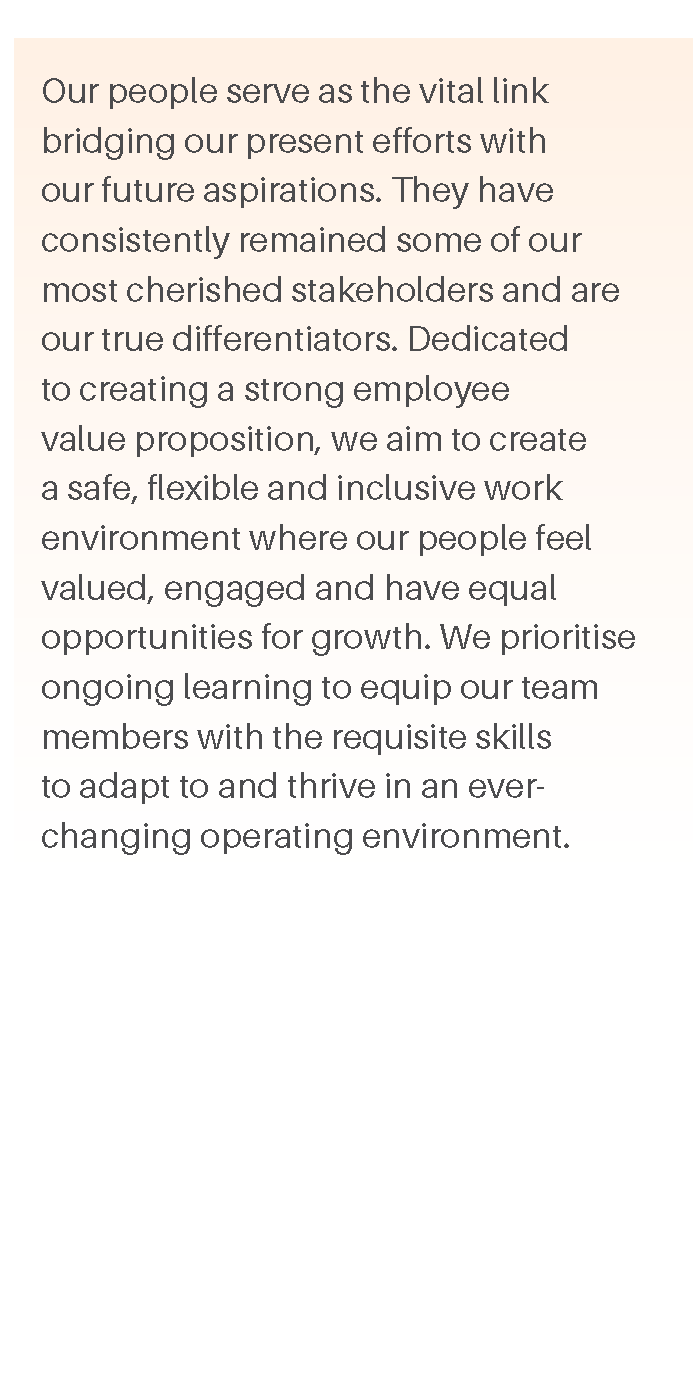 Our people serve as the vital link
bridging our present efforts with
our future aspirations. They have
consistently remained some of our
most cherished stakeholders and are
our true differentiators. Dedicated
to creating a strong employee
value proposition, we aim to create
a safe, flexible and inclusive work
environment where our people feel
valued, engaged and have equal
opportunities for growth. We prioritise
ongoing learning to equip our team
members with the requisite skills
to adapt to and thrive in an ever-
changing operating environment.